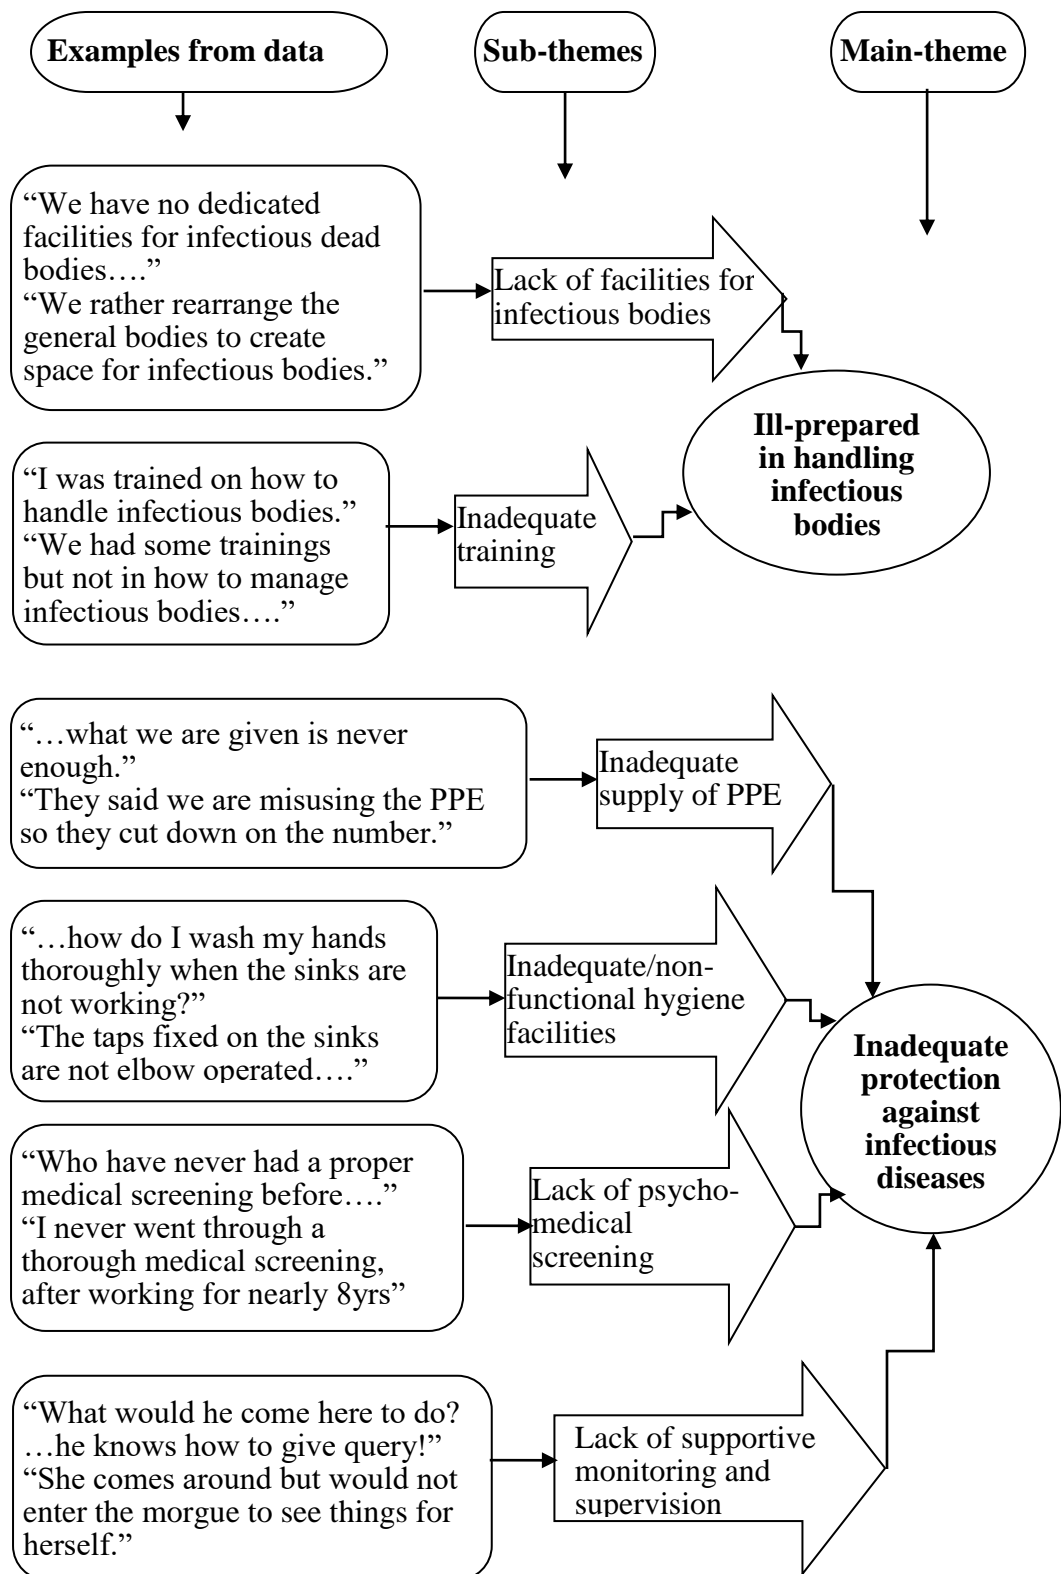 Examples from data
Sub-themes
Main-theme
“We have no dedicated
facilities for infectious dead
bodies….”
“We rather rearrange the
general bodies to create
space for infectious bodies.”
Lack of facilities for
infectious bodies
Ill-prepared
in handling
infectious
bodies
“I was trained on how to
handle infectious bodies.”
“We had some trainings
but not in how to manage
infectious bodies….”
Inadequate
training
“…what we are given is never
enough.”
“They said we are misusing the PPE
so they cut down on the number.”
Inadequate
supply of PPE
“…how do I wash my hands
thoroughly when the sinks are
not working?”
“The taps fixed on the sinks
are not elbow operated….”
Inadequate/non-
functional hygiene
facilities
Inadequate
protection
against
infectious
diseases
“Who have never had a proper
medical screening before….”
“I never went through a
thorough medical screening,
after working for nearly 8yrs”
Lack of psycho-
medical
screening
“What would he come here to do?
…he knows how to give query!”
“She comes around but would not
enter the morgue to see things for
herself.”
Lack of supportive
monitoring and
supervision